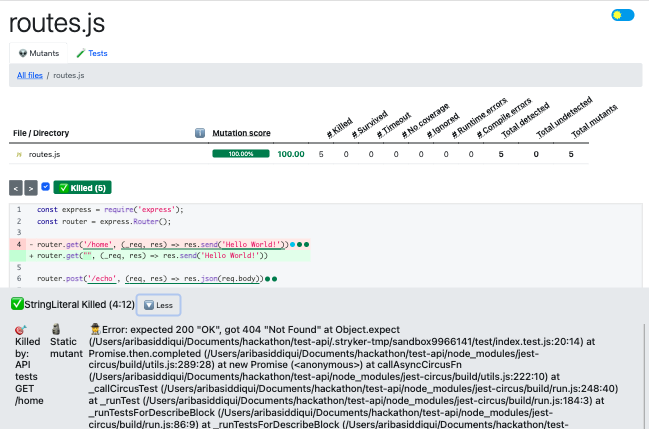 routes.js
👽 Mutants
🧪 Tests
All files / routes.js
# Killed
# Survived
# Timeout
# No coverage
# Ignored
# Runtime errors
# Compile errors
Total detected
Total undetected
Total mutants
File / Directory ℹ️ Mutation score
routes.js 100.00% 100.00 5 0 0 0 0 0 0 5 0 5
< > ✅ Killed (5)
1 const express = require('express');
2 const router = express.Router();
3
4 - router.get('/home', (_req, res) => res.send('Hello World!'))
+ router.get("", (_req, res) => res.send('Hello World!'))
5
6 router.post('/echo', (req, res) => res.json(req.body))
✅StringLiteral Killed (4:12) 🔽 Less
🎯 Killed by: API tests GET /home
🗿 Static mutant
🕵️Error: expected 200 "OK", got 404 "Not Found" at Object.expect
(/Users/aribasiddiqui/Documents/hackathon/test-api/.stryker-tmp/sandbox9966141/test/index.test.js:20:14) at
Promise.then.completed (/Users/aribasiddiqui/Documents/hackathon/test-api/node_modules/jest-
circus/build/utils.js:289:28) at new Promise (<anonymous>) at callAsyncCircusFn
(/Users/aribasiddiqui/Documents/hackathon/test-api/node_modules/jest-circus/build/utils.js:222:10) at
_callCircusTest (/Users/aribasiddiqui/Documents/hackathon/test-api/node_modules/jest-circus/build/run.js:248:40)
at _runTest (/Users/aribasiddiqui/Documents/hackathon/test-api/node_modules/jest-circus/build/run.js:184:3) at
_runTestsForDescribeBlock (/Users/aribasiddiqui/Documents/hackathon/test-api/node_modules/jest-
circus/build/run.js:86:9) at _runTestsForDescribeBlock (/Users/aribasiddiqui/Documents/hackathon/test-